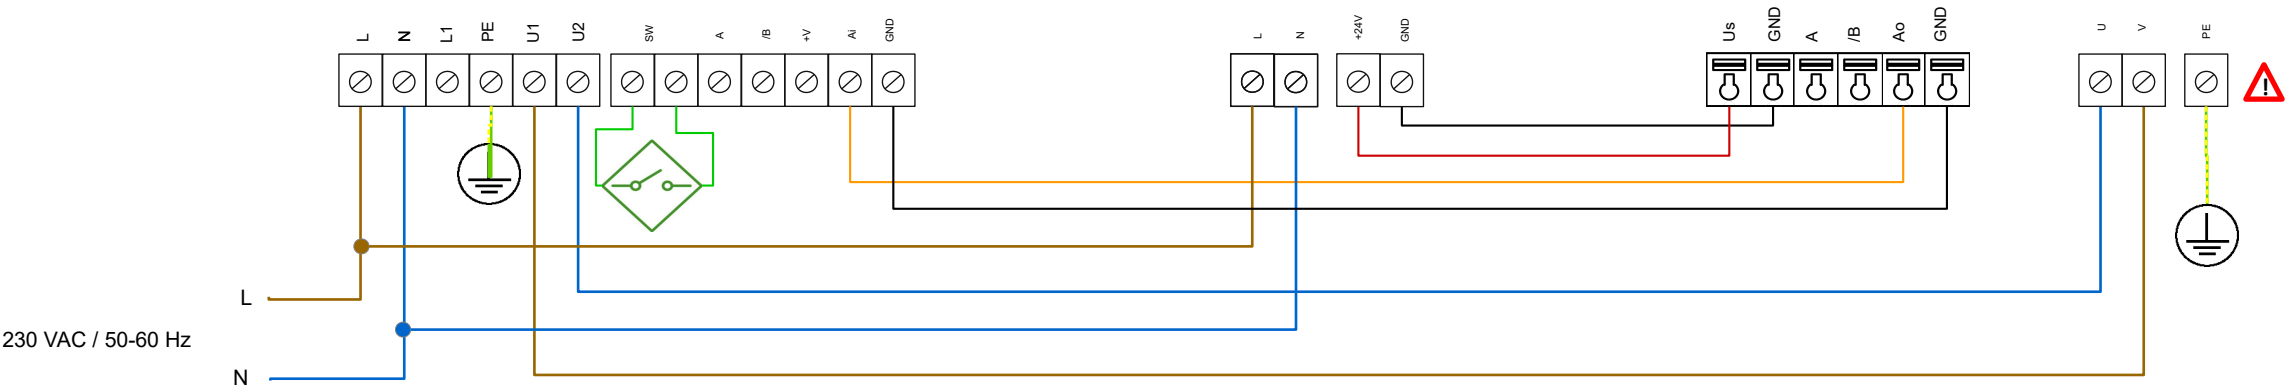 L N L1 PE U1 U2 SW A /B +V Ai GND
L N +24V GND
Us GND A /B Ao GND
U V PE
!
L
230 VAC / 50-60 Hz
N